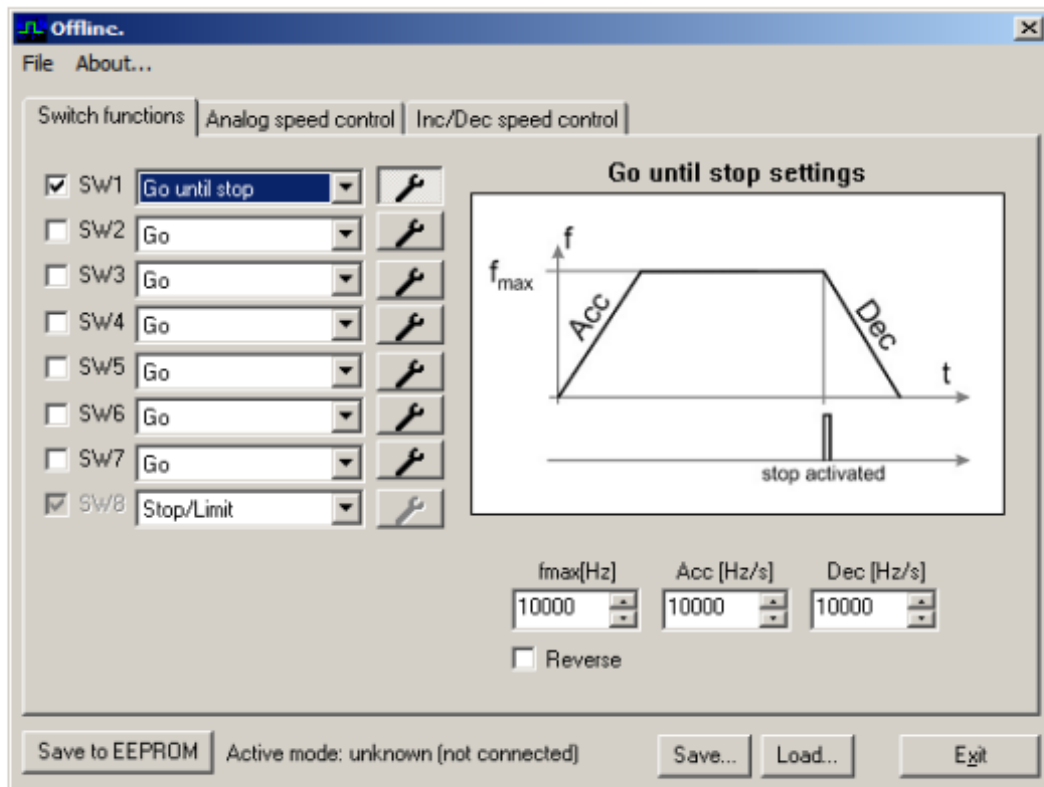 Offline.
File About...
Switch functions Analog speed control Inc/Dec speed control
SW1 Go until stop
SW2 Go
SW3 Go
SW4 Go
SW5 Go
SW6 Go
SW7 Go
SW8 Stop/Limit
Go until stop settings
f
fmax
Acc
Dec
t
stop activated
fmax[Hz] Acc [Hz/s] Dec [Hz/s]
10000 10000 10000
Reverse
Save to EEPROM Active mode: unknown (not connected) Save... Load... Exit